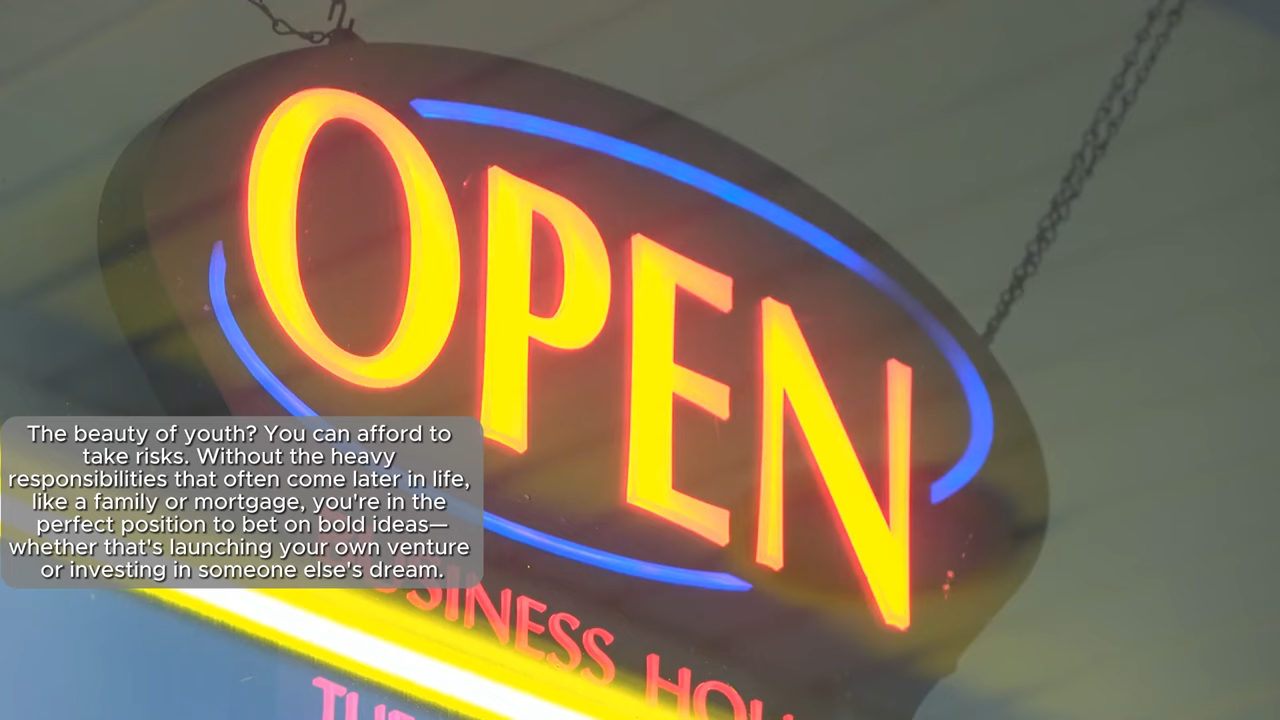 OPEN
The beauty of youth? You can afford to
take risks. Without the heavy
responsibilities that often come later in life,
like a family or mortgage, you're in the
perfect position to bet on bold ideas—
whether that's launching your own venture
or investing in someone else's dream.
BUSINESS HOU